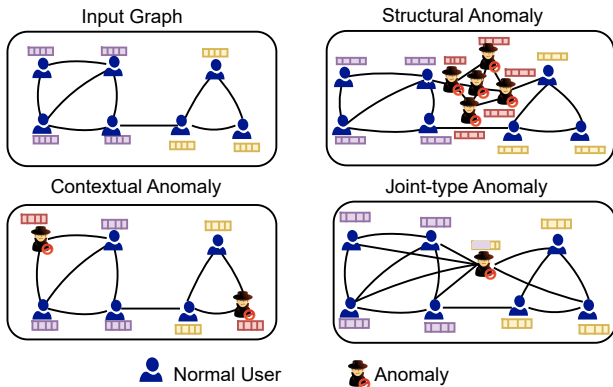 Input Graph
Structural Anomaly
Contextual Anomaly
Joint-type Anomaly
Normal User
Anomaly